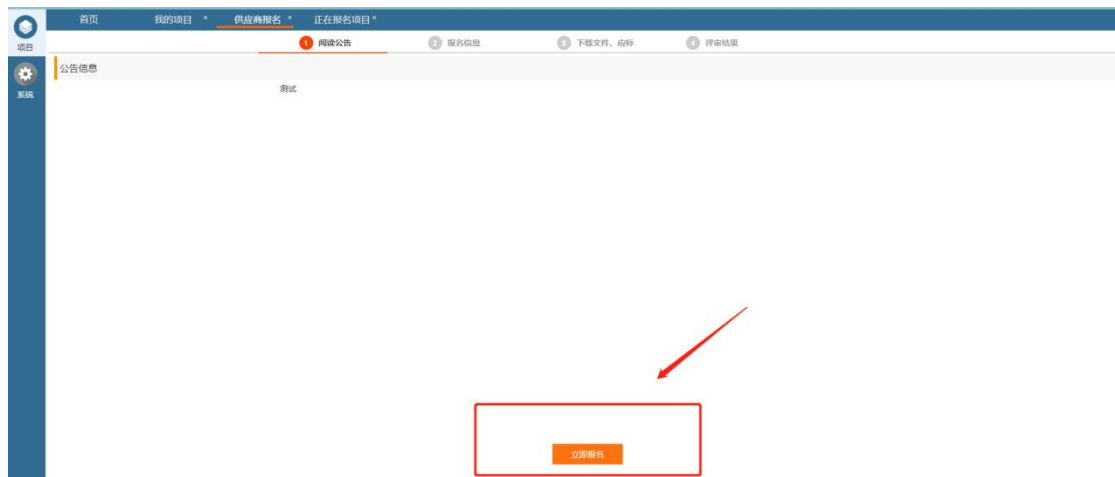 首页 我的项目 × 供应商报名 × 正在报名项目 ×
项目
1 阅读公告 2 报名信息 3 下载文件、应标 4 评审结果
公告信息
系统
测试
立即报名